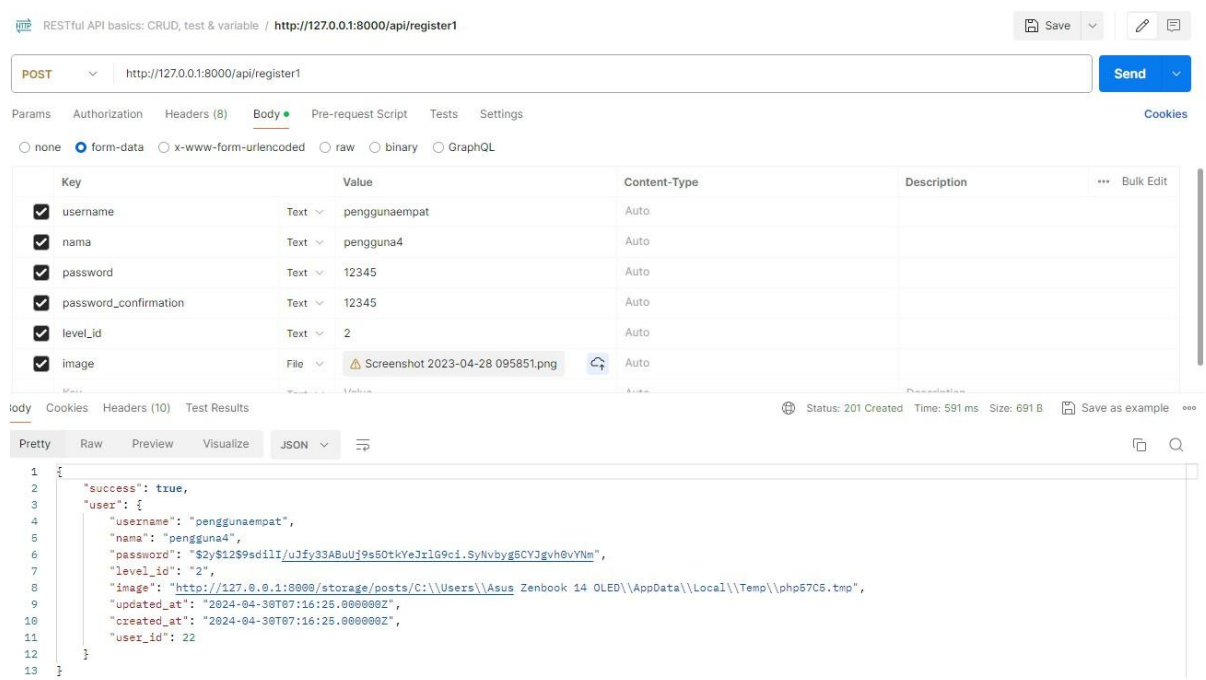 HTTP RESTful API basics: CRUD, test & variable / http://127.0.0.1:8000/api/register1 Save
POST http://127.0.0.1:8000/api/register1 Send
Params Authorization Headers (8) Body Pre-request Script Tests Settings Cookies
none form-data x-www-form-urlencoded raw binary GraphQL
Key Value Content-Type Description ••• Bulk Edit
username Text penggunaempat Auto
nama Text pengguna4 Auto
password Text 12345 Auto
password_confirmation Text 12345 Auto
level_id Text 2 Auto
image File Screenshot 2023-04-28 095851.png Auto
Key Text Value Auto Description
Body Cookies Headers (10) Test Results Status: 201 Created Time: 591 ms Size: 691 B Save as example
Pretty Raw Preview Visualize JSON
1 {
2 "success": true,
3 "user": {
4 "username": "penggunaempat",
5 "nama": "pengguna4",
6 "password": "$2y$12$9sdilI/uJfy33ABuUj9s5OtkYeJrlG9ci.SyNvbyg5CYJgvh0vYNm",
7 "level_id": "2",
8 "image": "http://127.0.0.1:8000/storage/posts/C:\\Users\\Asus Zenbook 14 OLED\\AppData\\Local\\Temp\\php57C5.tmp",
9 "updated_at": "2024-04-30T07:16:25.000000Z",
10 "created_at": "2024-04-30T07:16:25.000000Z",
11 "user_id": 22
12 }
13 }